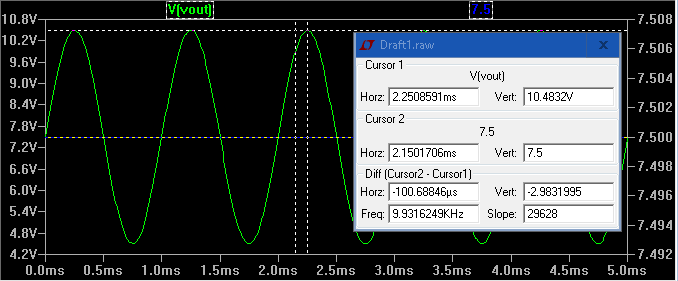 V(vout) 7.5
10.8V 7.508
10.2V
9.6V 7.506
9.0V 7.504
8.4V 7.502
7.8V 7.500
7.2V
6.6V 7.498
6.0V
5.4V 7.496
4.8V 7.494
4.2V 7.492
0.0ms 0.5ms 1.0ms 1.5ms 2.0ms 2.5ms 3.0ms 3.5ms 4.0ms 4.5ms 5.0ms
Draft1.raw x
Cursor 1
V(vout)
Horz: 2.2508591ms Vert: 10.4832V
Cursor 2
7.5
Horz: 2.1501706ms Vert: 7.5
Diff (Cursor2 - Cursor1)
Horz: -100.68846µs Vert: -2.9831995
Freq: 9.9316249KHz Slope: 29628